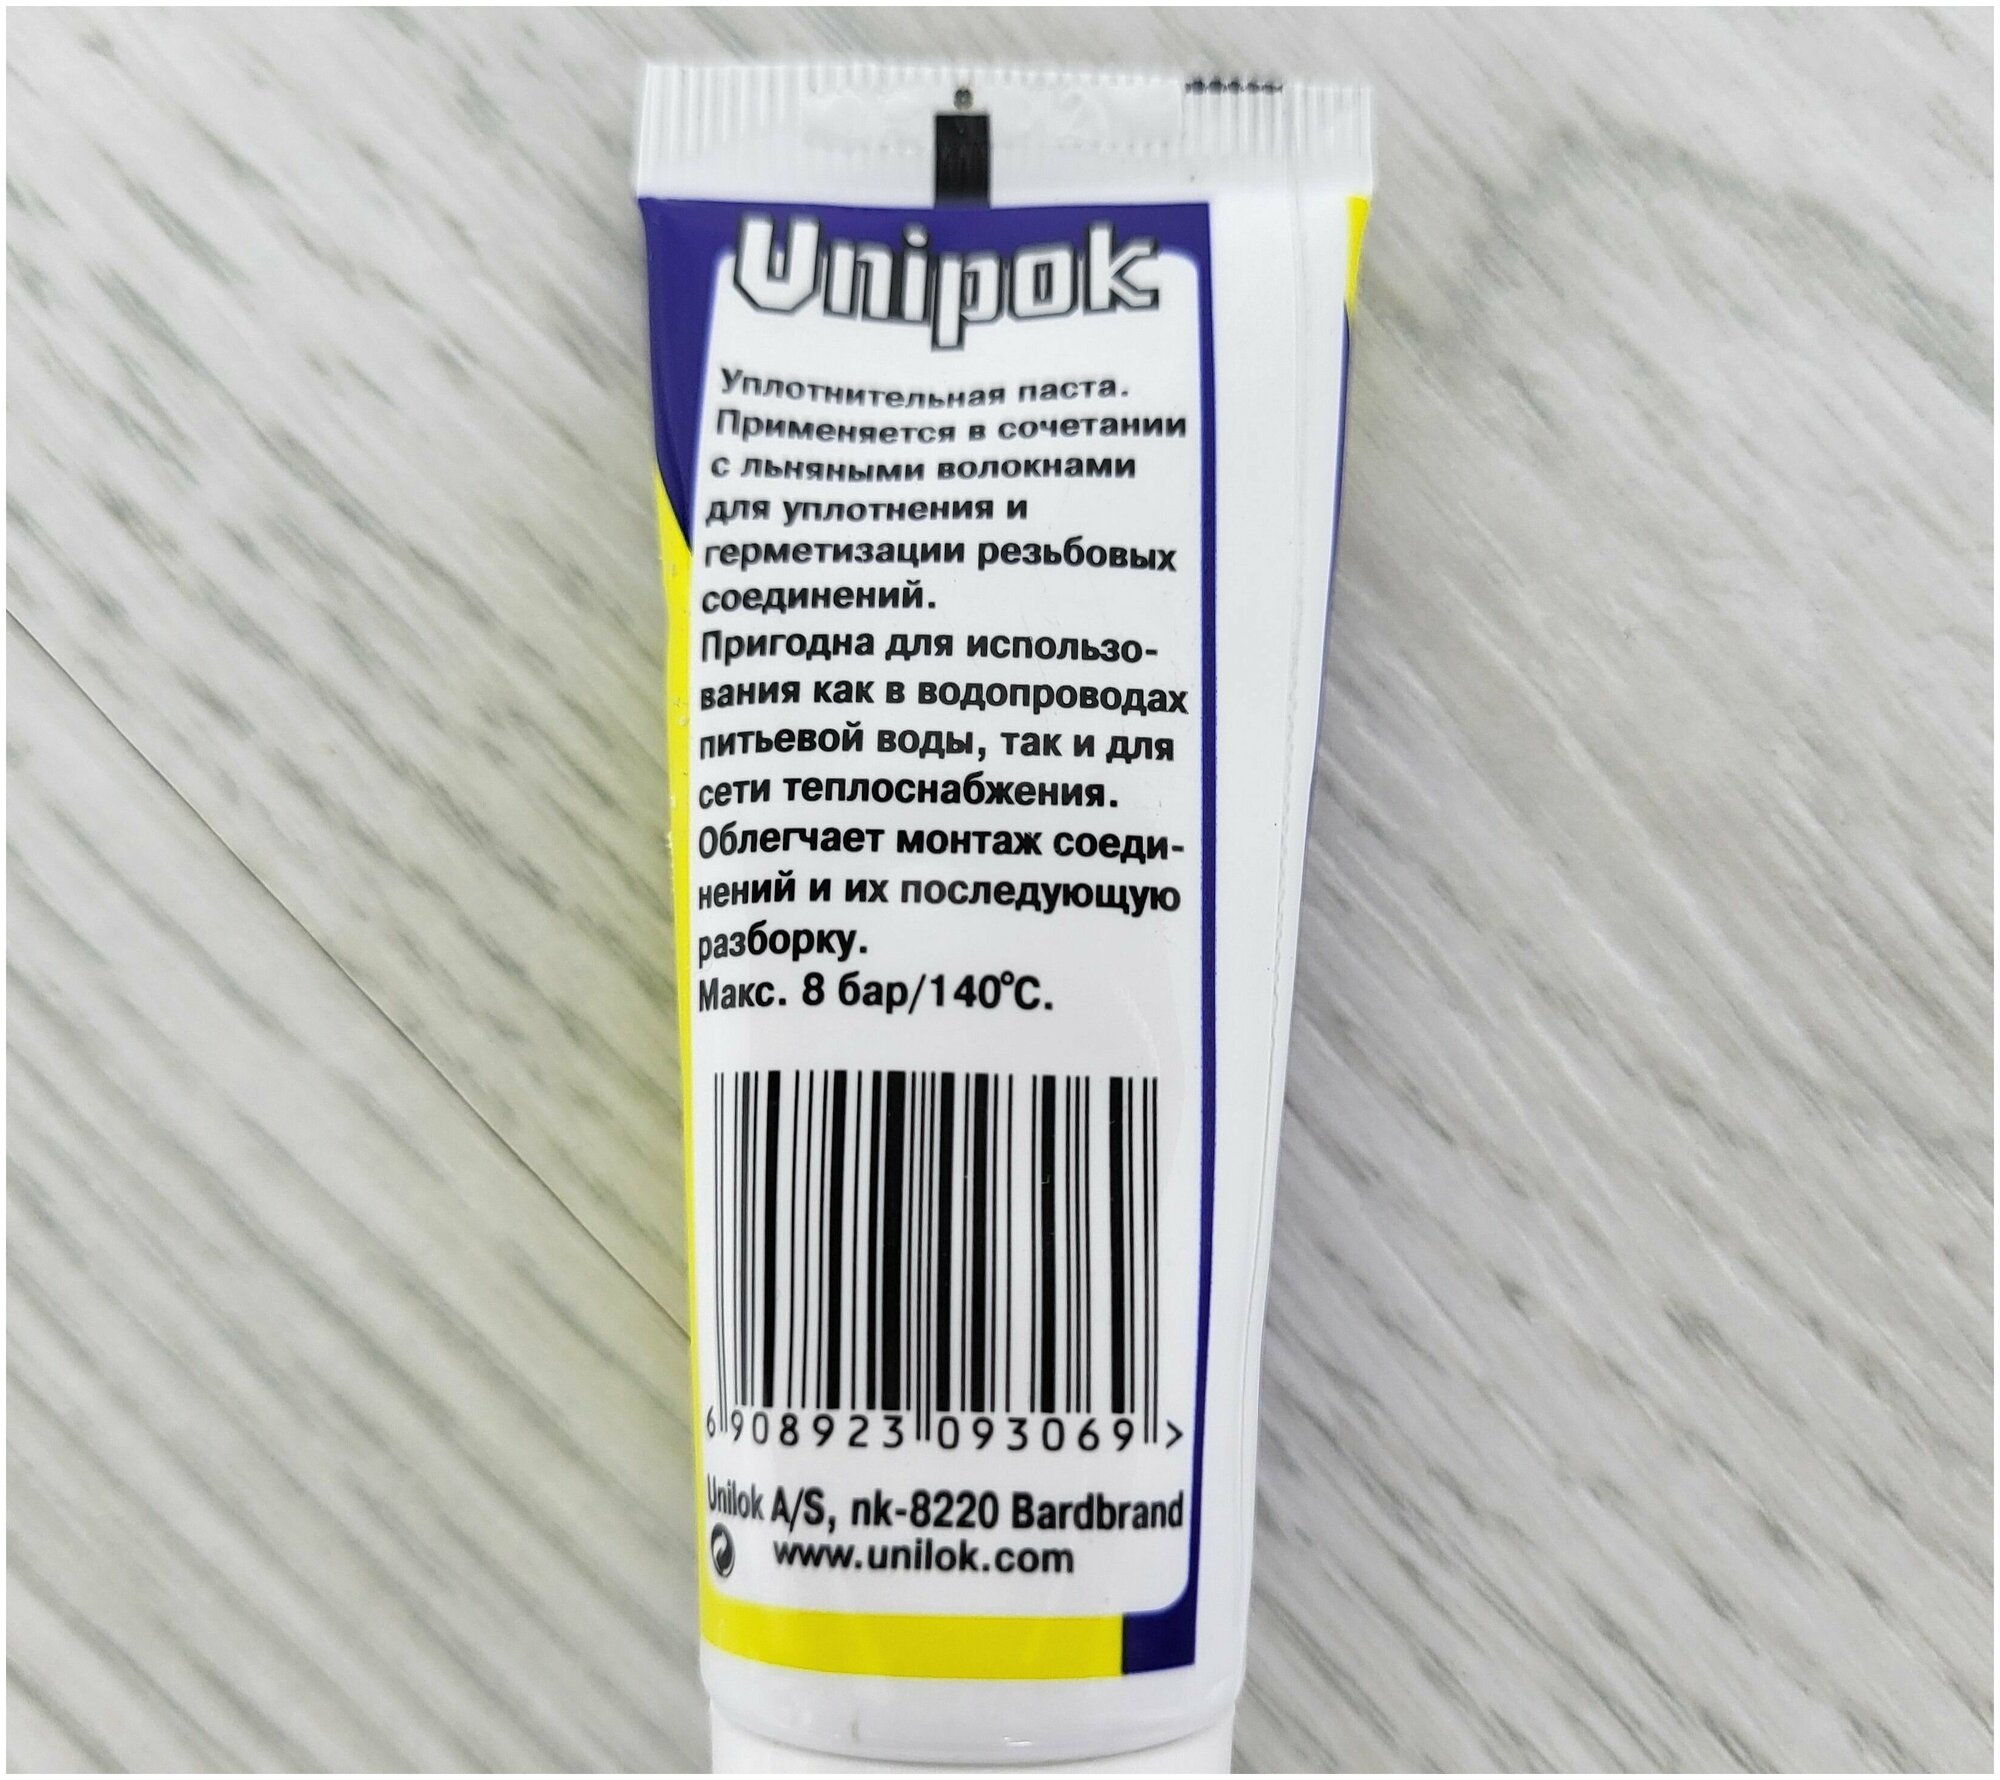 Unipok
Уплотнительная паста.
Применяется в сочетании
с льняными волокнами
для уплотнения и
герметизации резьбовых
соединений.
Пригодна для использо-
вания как в водопроводах
питьевой воды, так и для
сети теплоснабжения.
Облегчает монтаж соеди-
нений и их последующую
разборку.
Макс. 8 бар/140°C.
6 908923 093069 >
Unilok A/S, nk-8220 Bardbrand
www.unilok.com